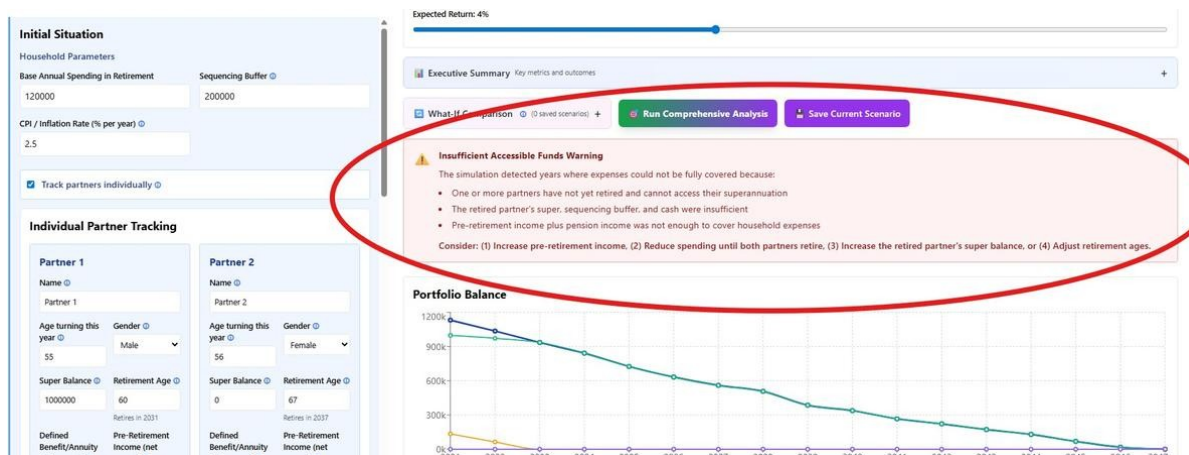 Initial Situation
Household Parameters
Base Annual Spending in Retirement
Sequencing Buffer
120000
200000
CPI / Inflation Rate (% per year)
2.5
Track partners individually
Individual Partner Tracking
Partner 1
Partner 2
Name
Name
Partner 1
Partner 2
Age turning this year
Gender
Age turning this year
Gender
55
Male
56
Female
Super Balance
Retirement Age
Super Balance
Retirement Age
1000000
60
0
67
Retires in 2031
Retires in 2037
Defined Benefit/Annuity
Pre-Retirement Income (net
Defined Benefit/Annuity
Pre-Retirement Income (net
Expected Return: 4%
Executive Summary Key metrics and outcomes +
What-If Comparison (0 saved scenarios) +
Run Comprehensive Analysis
Save Current Scenario
Insufficient Accessible Funds Warning
The simulation detected years where expenses could not be fully covered because:
• One or more partners have not yet retired and cannot access their superannuation
• The retired partner's super, sequencing buffer, and cash were insufficient
• Pre-retirement income plus pension income was not enough to cover household expenses
Consider: (1) Increase pre-retirement income, (2) Reduce spending until both partners retire, (3) Increase the retired partner's super balance, or (4) Adjust retirement ages.
Portfolio Balance
1200k
900k
600k
300k
0k